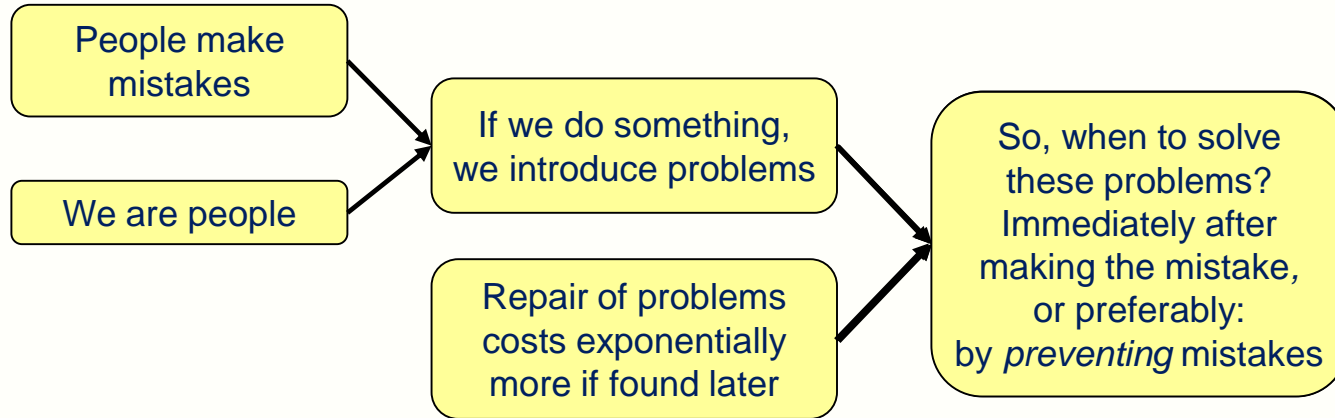 People make
mistakes
We are people
If we do something,
we introduce problems
Repair of problems
costs exponentially
more if found later
So, when to solve
these problems?
Immediately after
making the mistake,
or preferably:
by preventing mistakes